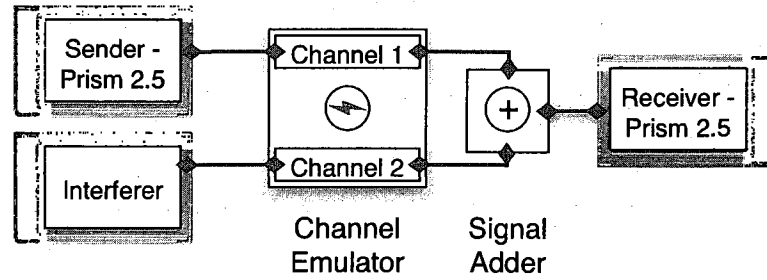 Sender -
Prism 2.5
Channel 1
Receiver -
Prism 2.5
+
Interferer
Channel 2
Channel
Emulator
Signal
Adder